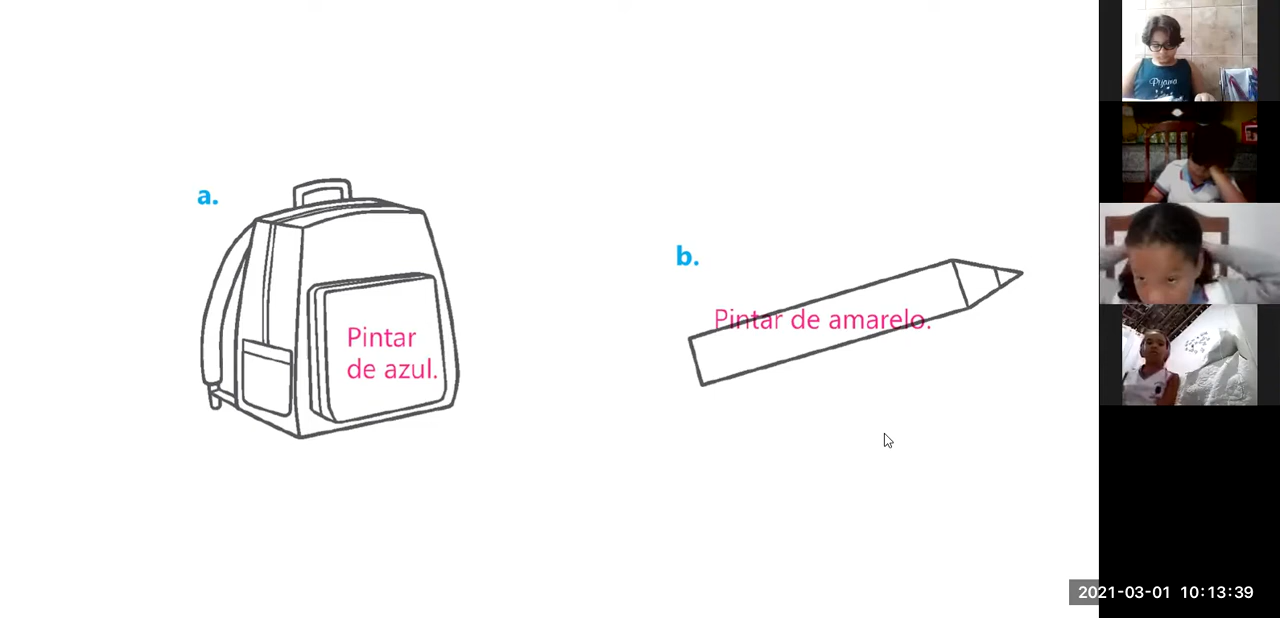 a.
Pintar
de azul.
b.
Pintar de amarelo.
Pijama
2021-03-01 10:13:39